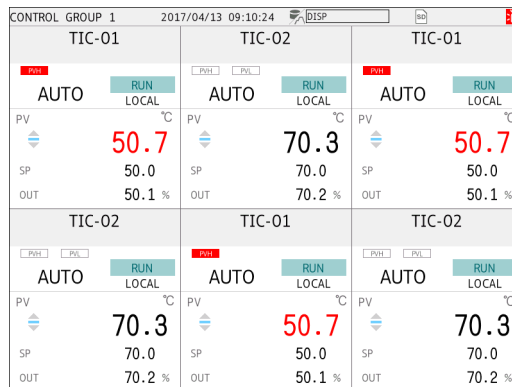 CONTROL GROUP 1 2017/04/13 09:10:24 DISP SD
TIC-01 TIC-02 TIC-01
PVH PVH PVL PVH
AUTO RUN AUTO RUN AUTO RUN
LOCAL LOCAL LOCAL
PV ℃ PV ℃ PV ℃
50.7 70.3 50.7
SP 50.0 SP 70.0 SP 50.0
OUT 50.1 % OUT 70.2 % OUT 50.1 %
TIC-02 TIC-01 TIC-02
PVH PVL PVH PVH PVL
AUTO RUN AUTO RUN AUTO RUN
LOCAL LOCAL LOCAL
PV ℃ PV ℃ PV ℃
70.3 50.7 70.3
SP 70.0 SP 50.0 SP 70.0
OUT 70.2 % OUT 50.1 % OUT 70.2 %